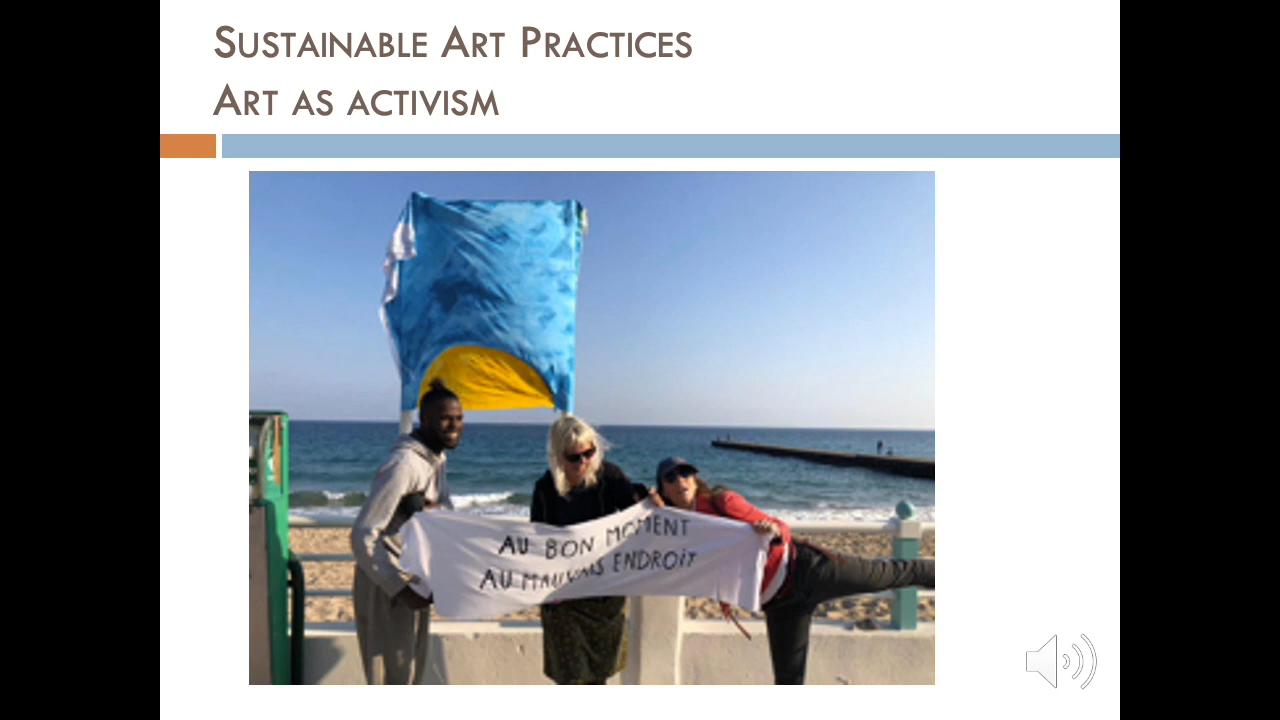 Sustainable Art Practices
Art as activism
AU BON MOMENT
AU MAUVAIS ENDROiT